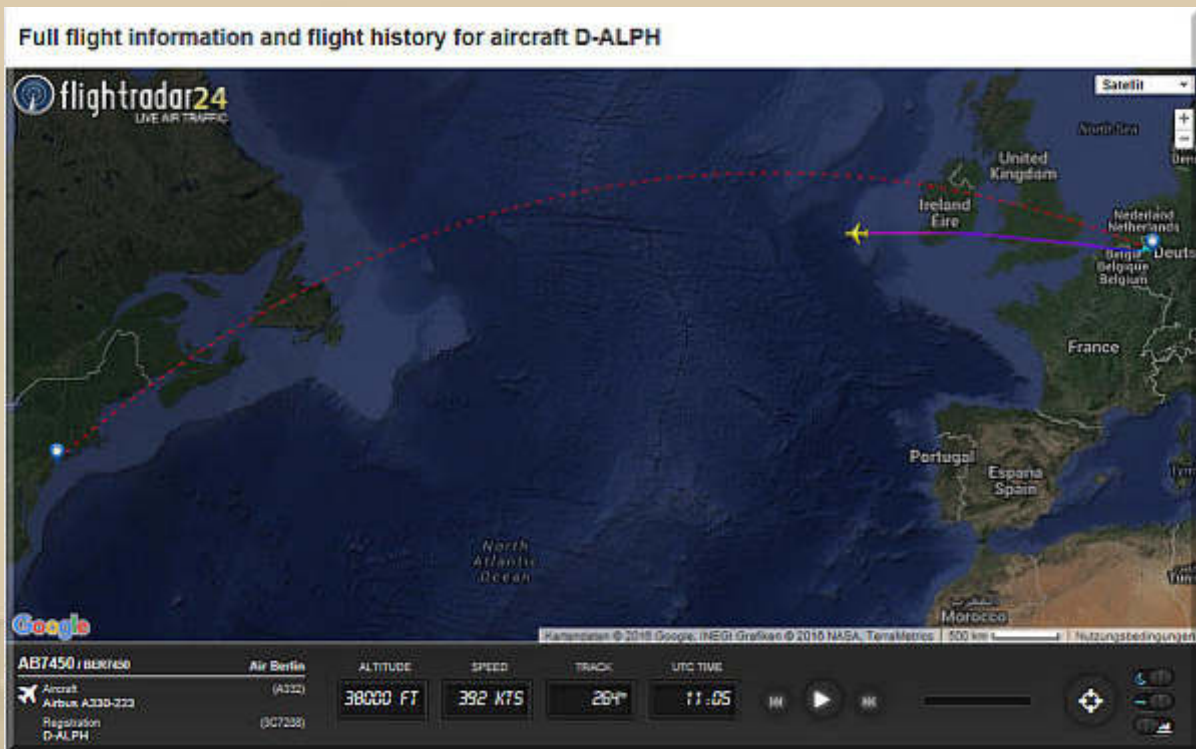 Full flight information and flight history for aircraft D-ALPH
flightradar24
LIVE AIR TRAFFIC
Satellit
+
−
North Sea
United
Kingdom
Ireland
Éire
Nederland
Netherlands
België
Belgique
Belgium
Deuts
France
Portugal
España
Spain
North
Atlantic
Ocean
Morocco
Google
Kartendaten © 2016 Google, INEGI Grafiken © 2016 NASA, TerraMetrics
500 km
Nutzungsbedingungen
AB7450 / BER7450
Air Berlin
Aircraft
(A332)
Airbus A330-223
Registration
D-ALPH
ALTITUDE
SPEED
TRACK
UTC TIME
38000 FT
392 KTS
264°
11:05